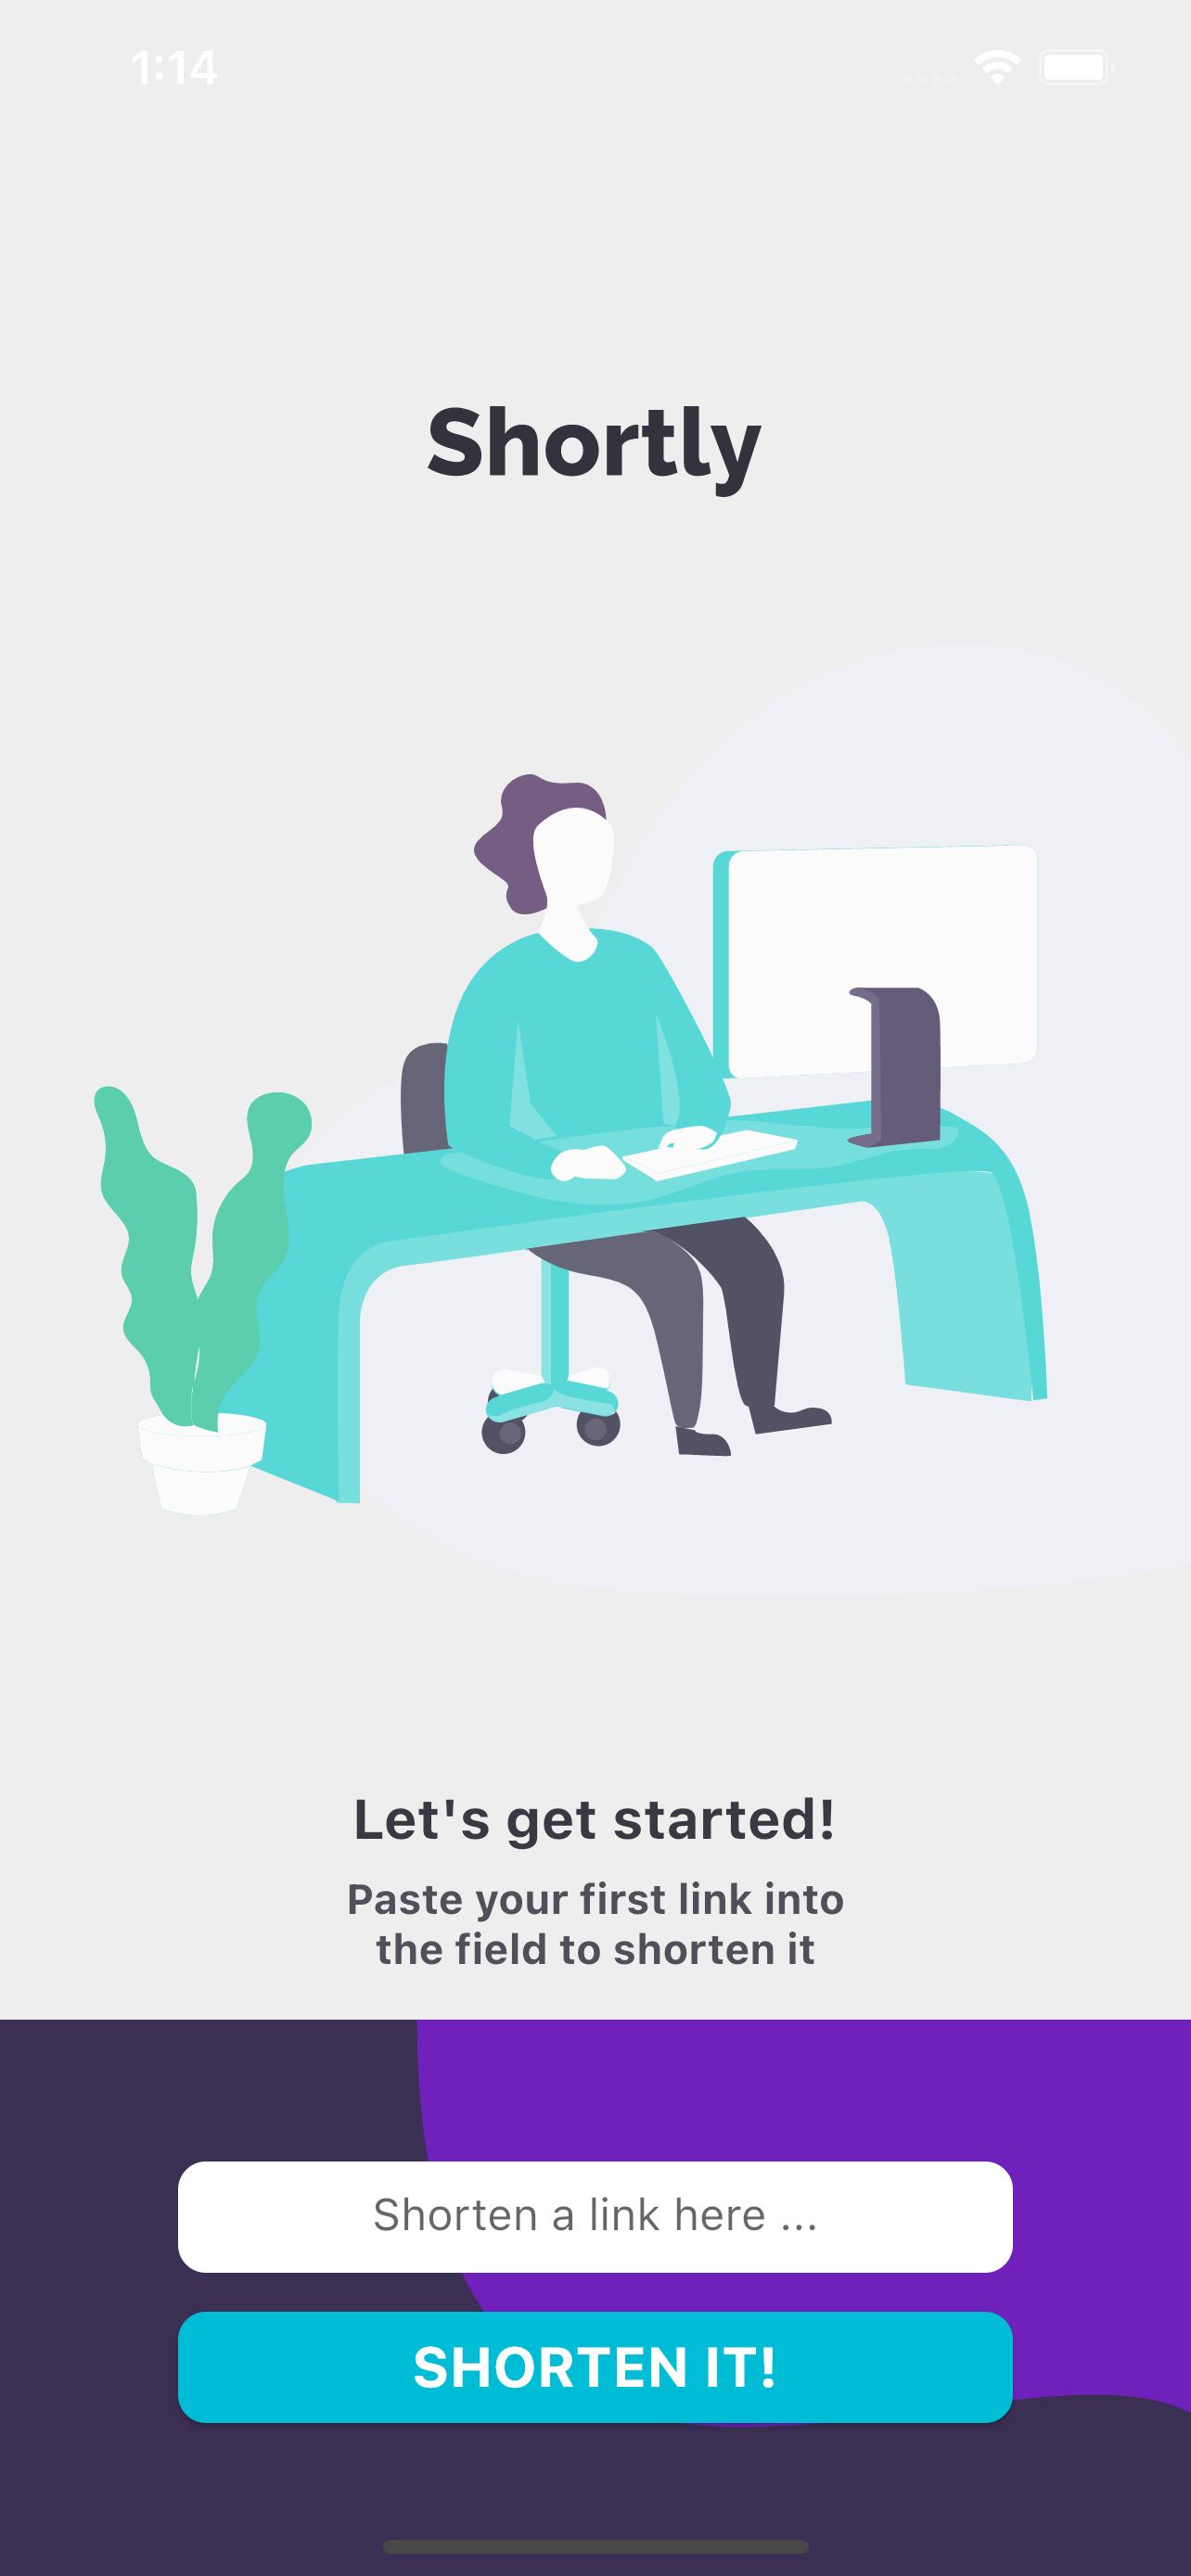 1:14
Shortly
Let's get started!
Paste your first link into
the field to shorten it
Shorten a link here ...
SHORTEN IT!